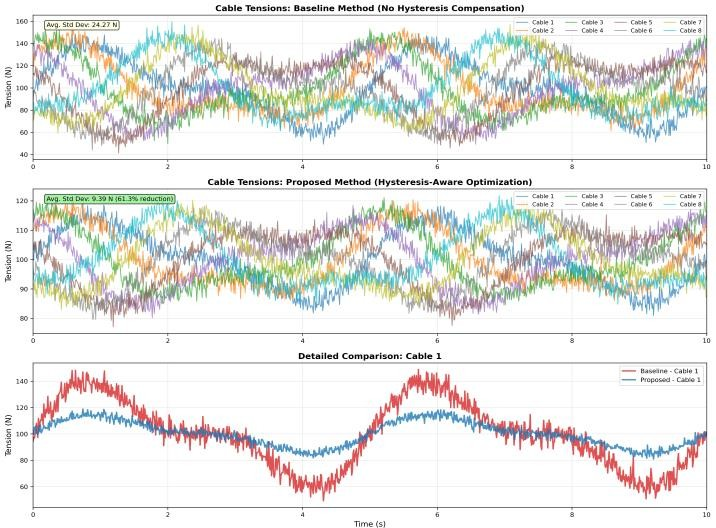 Cable Tensions: Baseline Method (No Hysteresis Compensation)
Avg. Std Dev: 24.27 N
Cable 1 Cable 3 Cable 5 Cable 7
Cable 2 Cable 4 Cable 6 Cable 8
Tension (N)
160
140
120
100
80
60
40
0 2 4 6 8 10
Cable Tensions: Proposed Method (Hysteresis-Aware Optimization)
Avg. Std Dev: 9.39 N (61.3% reduction)
Cable 1 Cable 3 Cable 5 Cable 7
Cable 2 Cable 4 Cable 6 Cable 8
Tension (N)
120
110
100
90
80
0 2 4 6 8 10
Detailed Comparison: Cable 1
Baseline - Cable 1
Proposed - Cable 1
Tension (N)
140
120
100
80
60
0 2 4 6 8 10
Time (s)